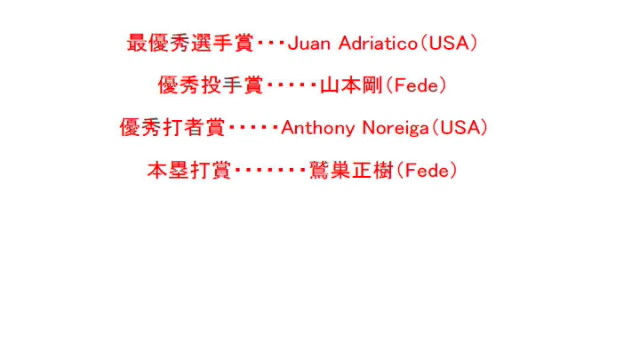 最優秀選手賞・・・Juan Adriatico(USA)
優秀投手賞・・・・・山本剛(Fede)
優秀打者賞・・・・・Anthony Noreiga(USA)
本塁打賞・・・・・・・鷲巣正樹(Fede)